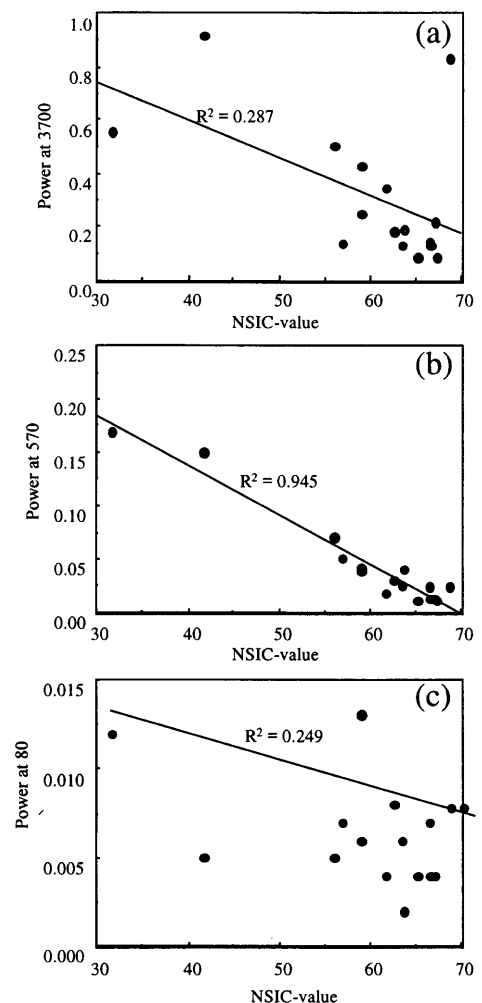 (a)
1.0
0.8
0.6
0.4
0.2
0.0
Power at 3700
R² = 0.287
30 40 50 60 70
NSIC-value
(b)
0.25
0.20
0.15
0.10
0.05
0.00
Power at 570
R² = 0.945
30 40 50 60 70
NSIC-value
(c)
0.015
0.010
0.005
0.000
Power at 80
R² = 0.249
30 40 50 60 70
NSIC-value